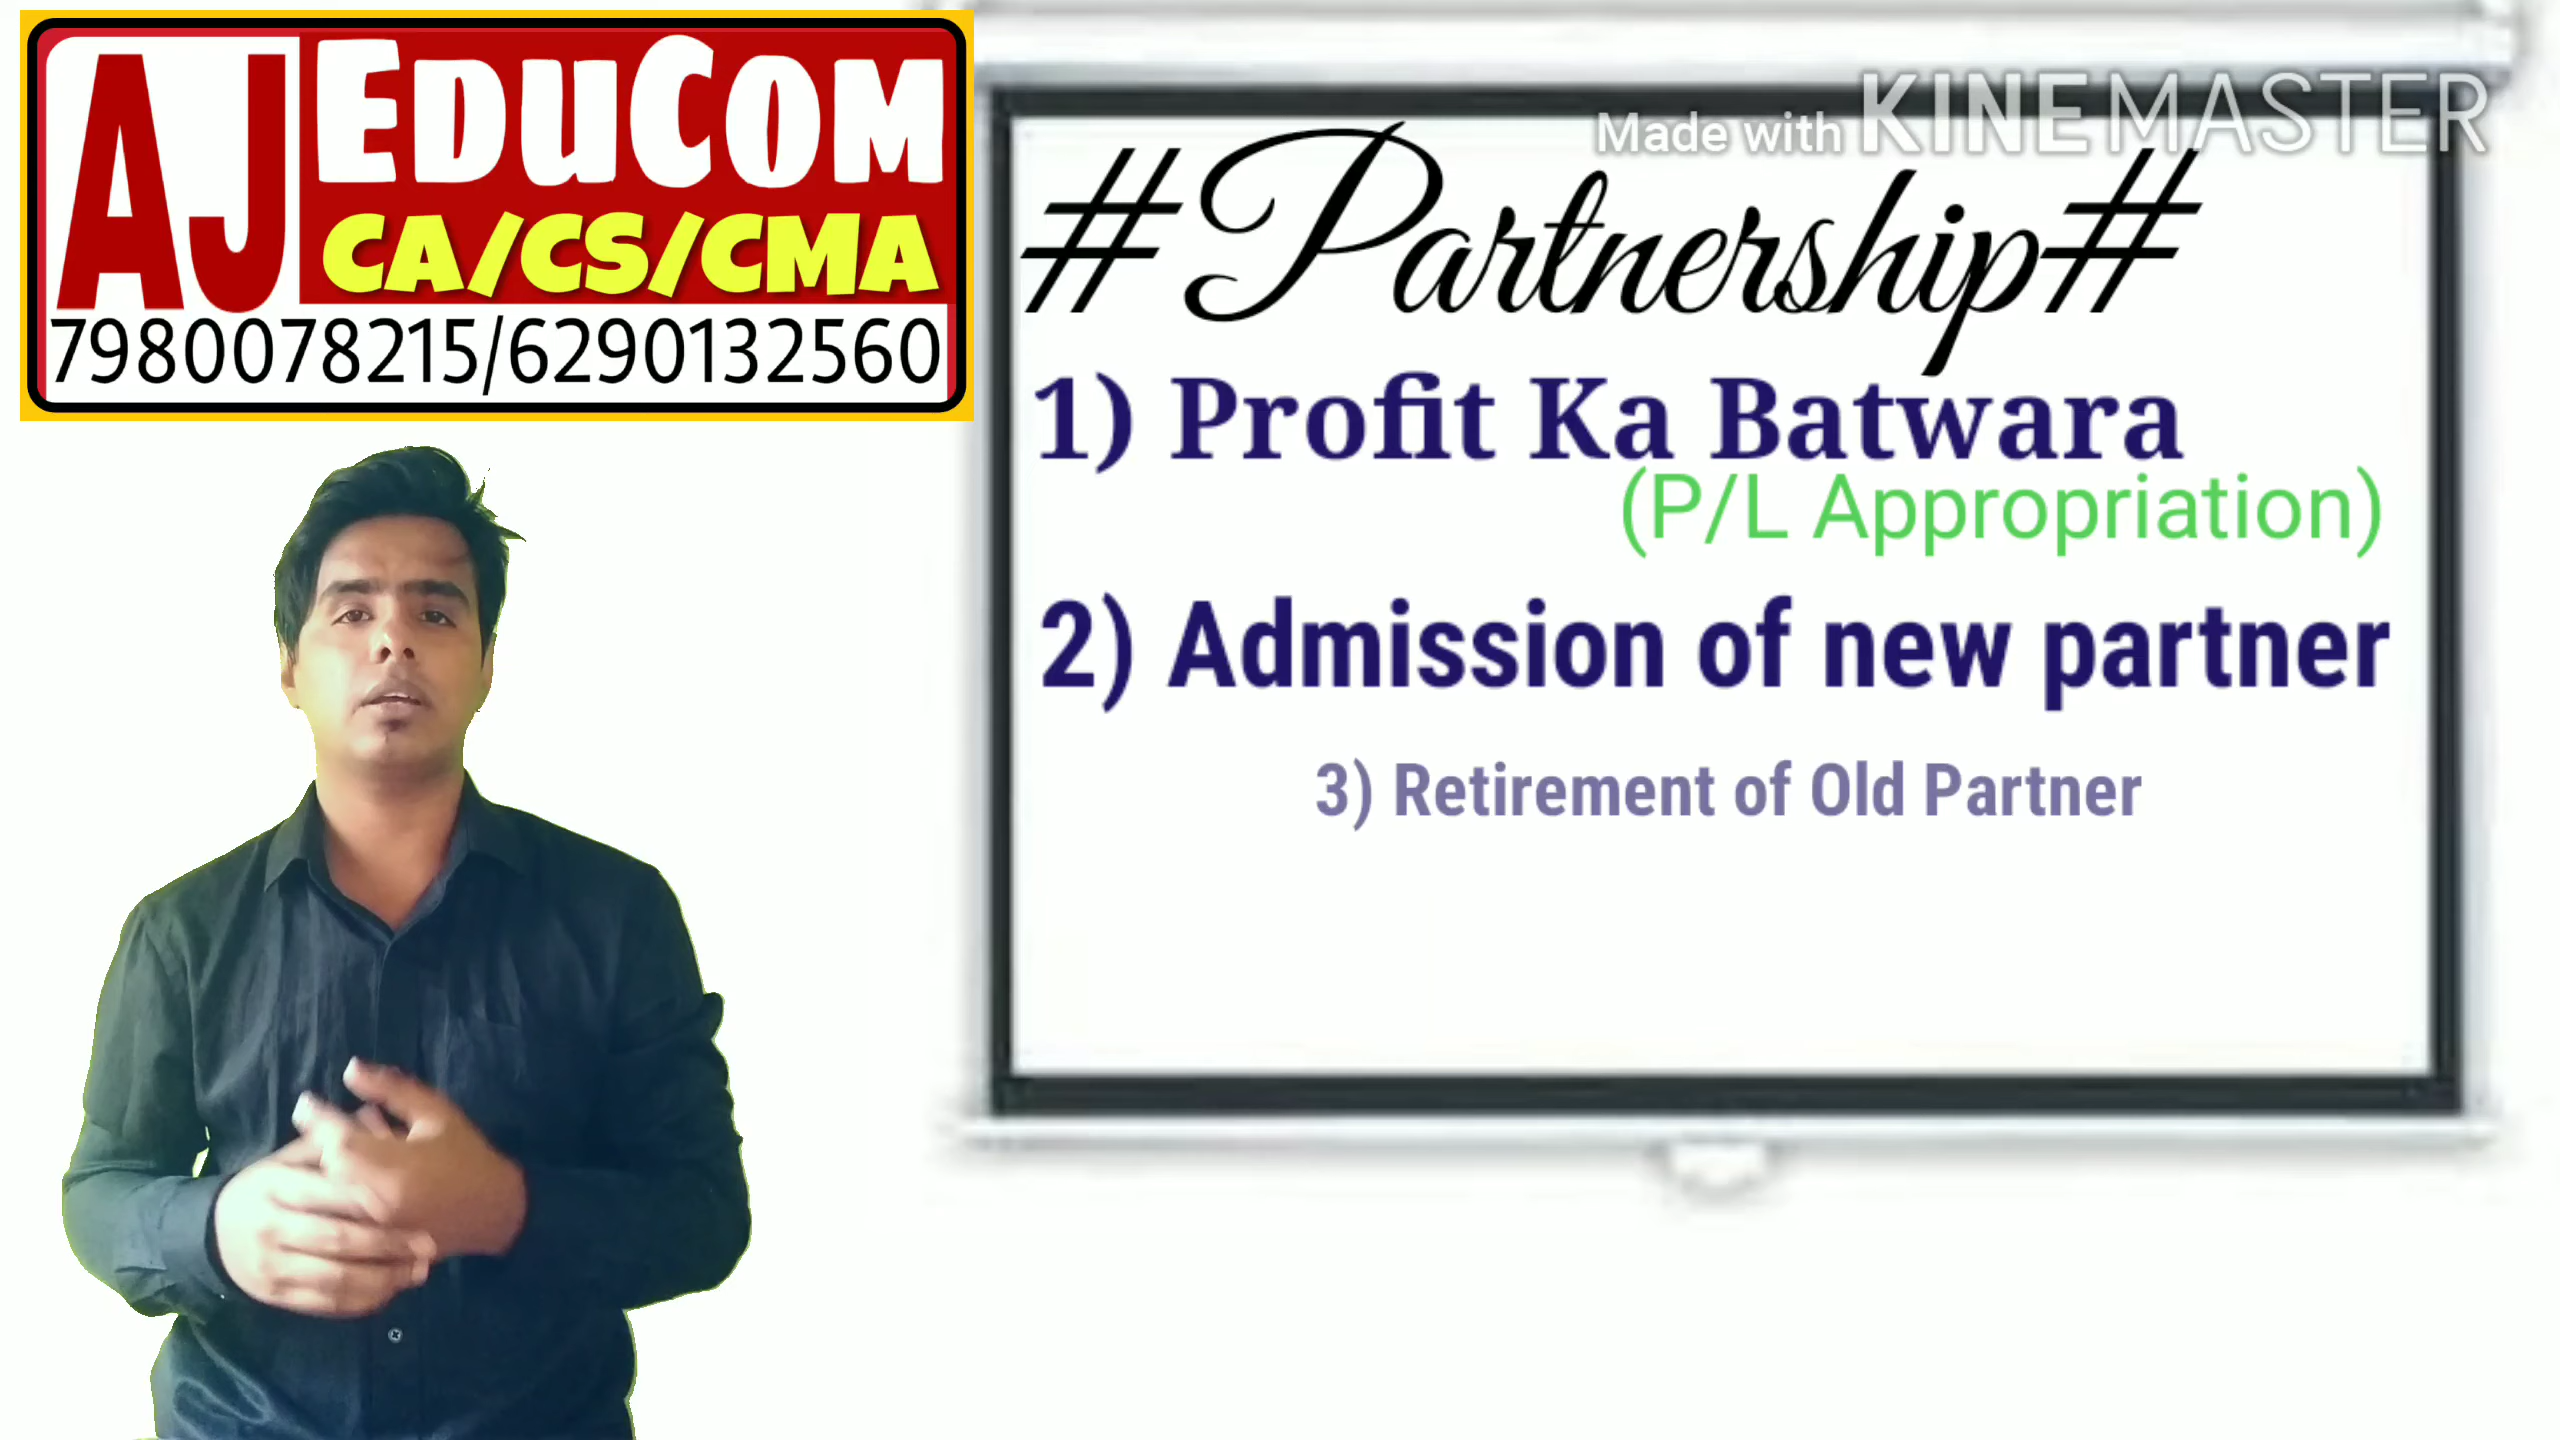 AJ EDUCOM
CA/CS/CMA
7980078215/6290132560
Made with KINEMASTER
#Partnership#
1) Profit Ka Batwara
(P/L Appropriation)
2) Admission of new partner
3) Retirement of Old Partner